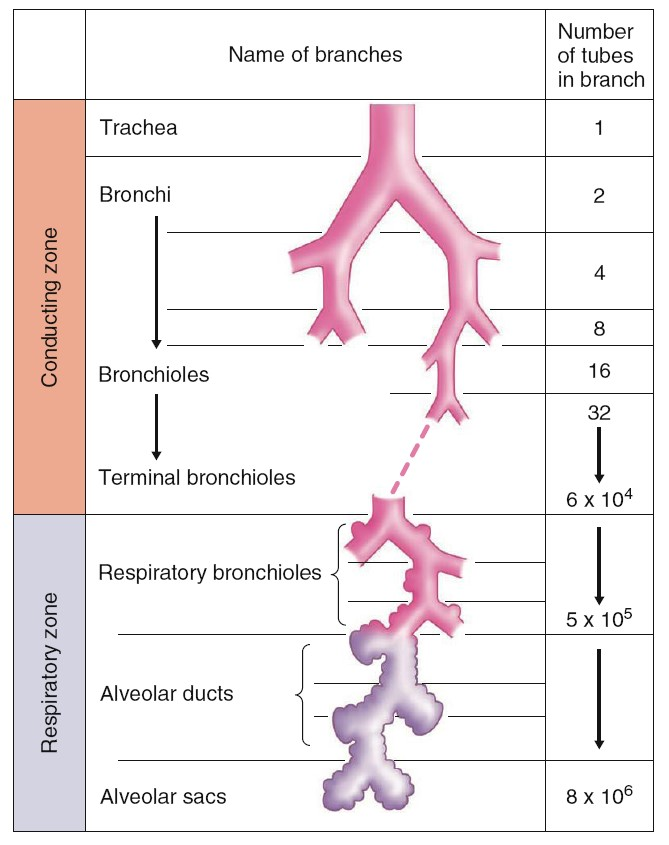 Name of branches
Number
of tubes
in branch
Conducting zone
Trachea
1
Bronchi
2
4
8
Bronchioles
16
32
Terminal bronchioles
6 x 10⁴
Respiratory zone
Respiratory bronchioles
5 x 10⁵
Alveolar ducts
Alveolar sacs
8 x 10⁶